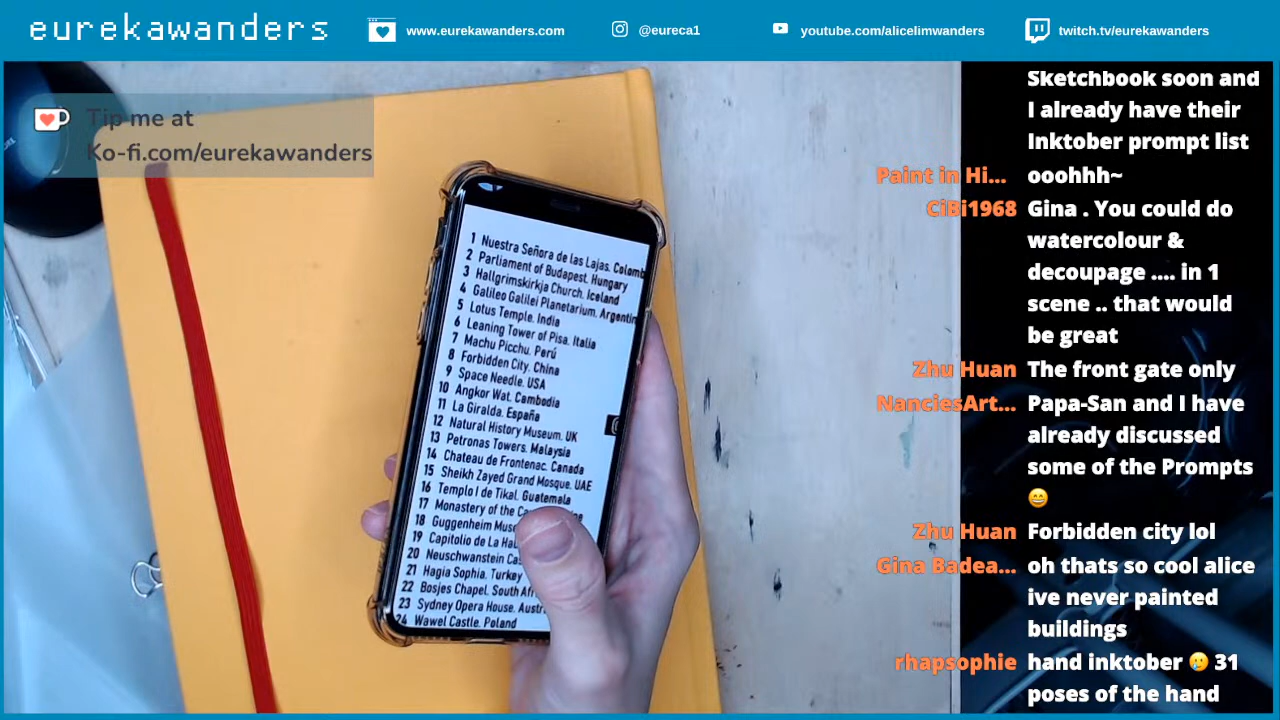 eurekawanders
www.eurekawanders.com
@eureca1
youtube.com/alicelimwanders
twitch.tv/eurekawanders
Tip me at
Ko-fi.com/eurekawanders
1 Nuestra Señora de las Lajas. Colomb
2 Parliament of Budapest. Hungary
3 Hallgrimskirkja Church. Iceland
4 Galileo Galilei Planetarium. Argentin
5 Lotus Temple. India
6 Leaning Tower of Pisa. Italia
7 Machu Picchu. Perú
8 Forbidden City. China
9 Space Needle. USA
10 Angkor Wat. Cambodia
11 La Giralda. España
12 Natural History Museum. UK
13 Petronas Towers. Malaysia
14 Chateau de Frontenac. Canada
15 Sheikh Zayed Grand Mosque. UAE
16 Templo I de Tikal. Guatemala
17 Monastery of the
18 Guggenheim
19 Capitolio de La
20 Neuschwanstein
21 Hagia Sophia. Turkey
22 Bosjes Chapel. South
23 Sydney Opera House.
24 Wawel Castle. Poland
Sketchbook soon and
I already have their
Inktober prompt list
Paint in Hi... ooohhh~
CiBi1968 Gina . You could do
watercolour &
decoupage .... in 1
scene .. that would
be great
Zhu Huan The front gate only
NanciesArt... Papa-San and I have
already discussed
some of the Prompts
😄
Zhu Huan Forbidden city lol
Gina Badea... oh thats so cool alice
ive never painted
buildings
rhapsophie hand inktober 🥲 31
poses of the hand